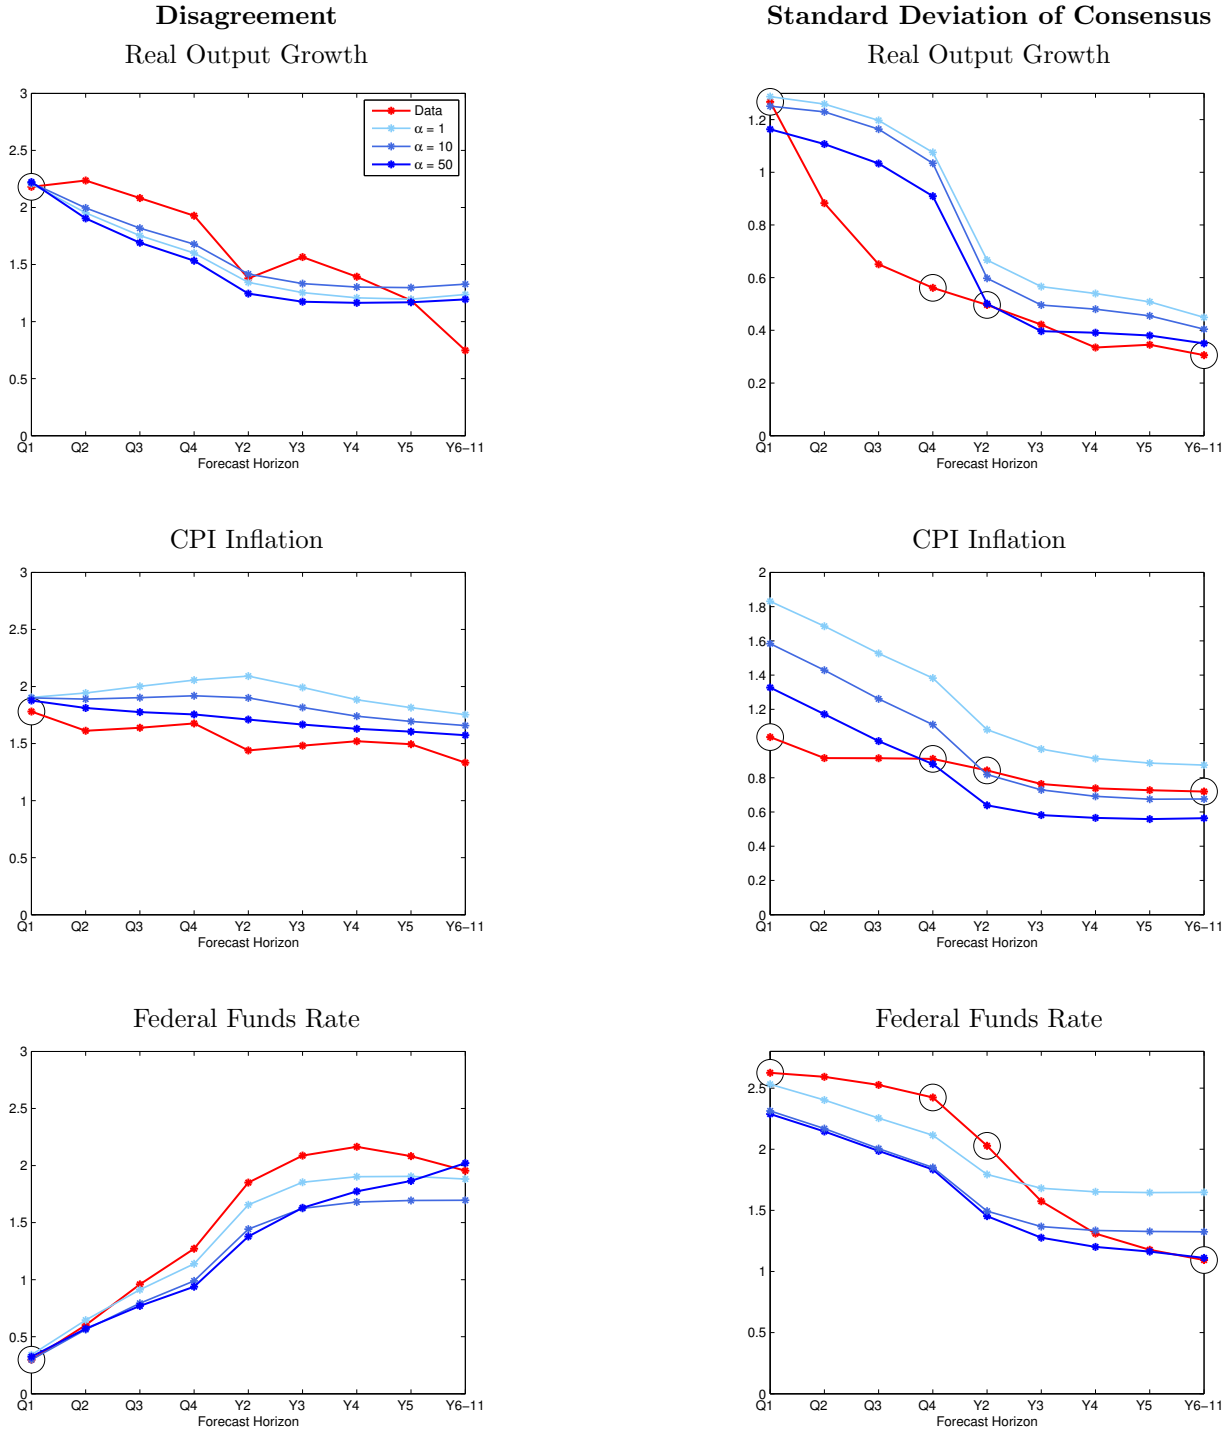 Disagreement
Standard Deviation of Consensus
Real Output Growth
Real Output Growth
3
2.5
2
1.5
1
0.5
0
Data
α = 1
α = 10
α = 50
Q1 Q2 Q3 Q4 Y2 Y3 Y4 Y5 Y6−11
Forecast Horizon
1.2
1
0.8
0.6
0.4
0.2
0
Q1 Q2 Q3 Q4 Y2 Y3 Y4 Y5 Y6−11
Forecast Horizon
CPI Inflation
CPI Inflation
3
2.5
2
1.5
1
0.5
0
Q1 Q2 Q3 Q4 Y2 Y3 Y4 Y5 Y6−11
Forecast Horizon
2
1.8
1.6
1.4
1.2
1
0.8
0.6
0.4
0.2
0
Q1 Q2 Q3 Q4 Y2 Y3 Y4 Y5 Y6−11
Forecast Horizon
Federal Funds Rate
Federal Funds Rate
3
2.5
2
1.5
1
0.5
0
Q1 Q2 Q3 Q4 Y2 Y3 Y4 Y5 Y6−11
Forecast Horizon
2.5
2
1.5
1
0.5
0
Q1 Q2 Q3 Q4 Y2 Y3 Y4 Y5 Y6−11
Forecast Horizon